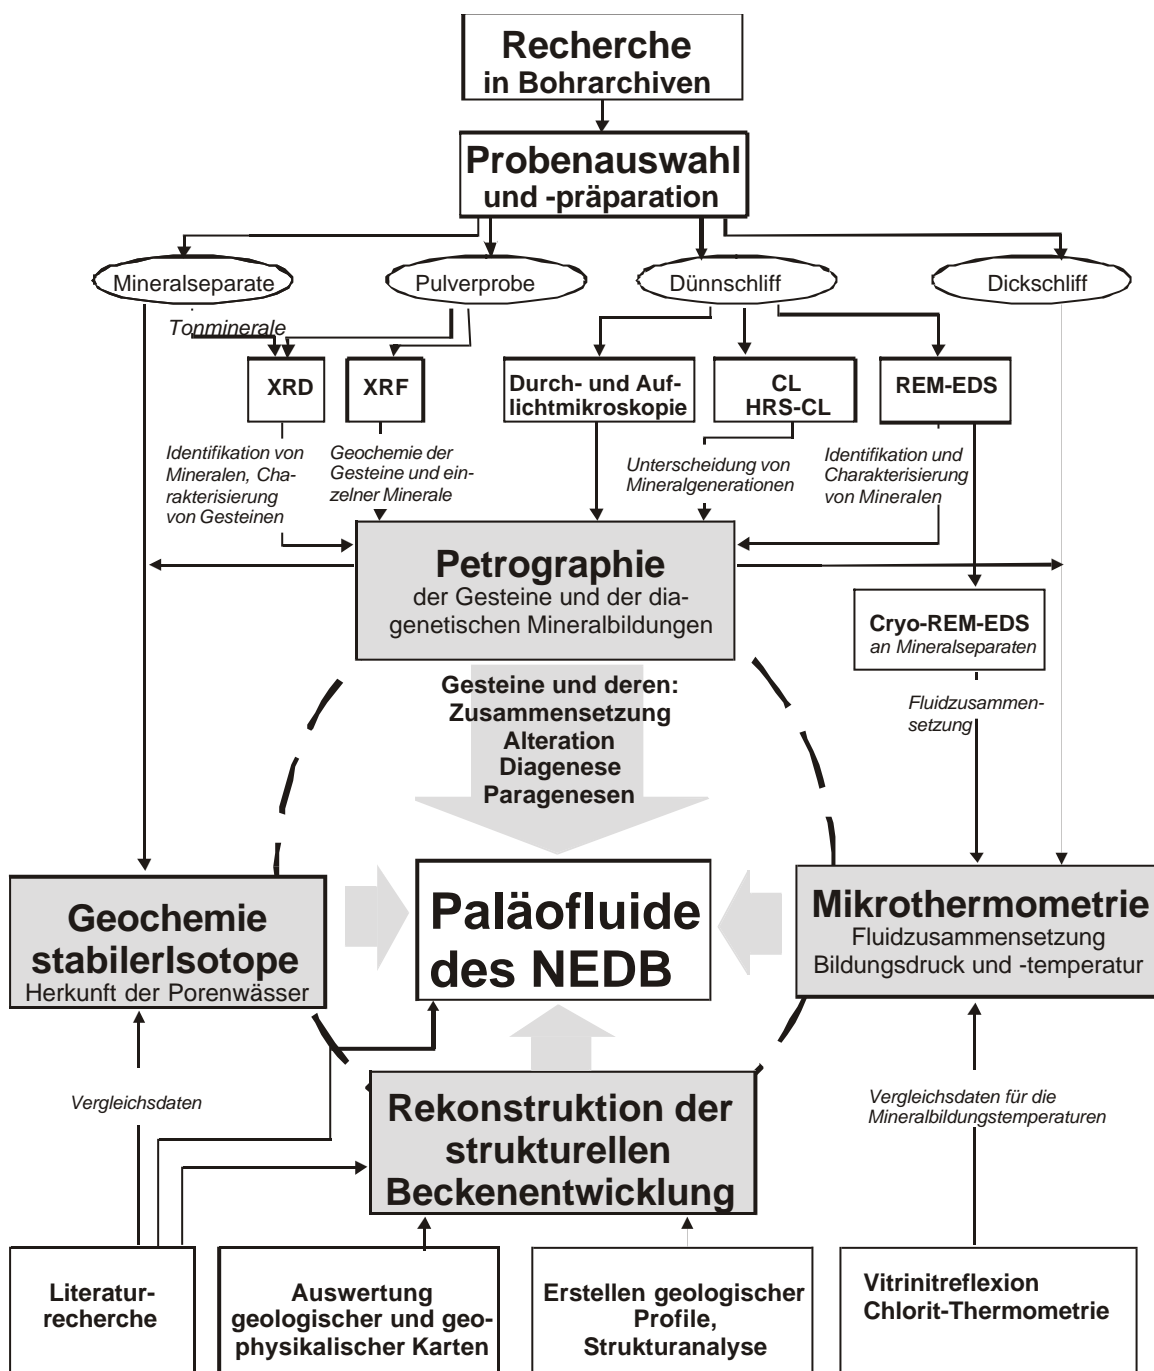 Recherche
in Bohrarchiven
Probenauswahl
und -präparation
Mineralseparate
Pulverprobe
Dünnschliff
Dickschliff
Tonminerale
XRD
XRF
Durch- und Auf-
lichtmikroskopie
CL
HRS-CL
REM-EDS
Identifikation von
Mineralen, Cha-
rakterisierung
von Gesteinen
Geochemie der
Gesteine und ein-
zelner Minerale
Unterscheidung von
Mineralgenerationen
Identifikation und
Charakterisierung
von Mineralen
Petrographie
der Gesteine und der dia-
genetischen Mineralbildungen
Cryo-REM-EDS
an Mineralseparaten
Gesteine und deren:
Zusammensetzung
Alteration
Diagenese
Paragenesen
Fluidzusammen-
setzung
Geochemie
stabilerIsotope
Herkunft der Porenwässer
Paläofluide
des NEDB
Mikrothermometrie
Fluidzusammensetzung
Bildungsdruck und -temperatur
Vergleichsdaten
Rekonstruktion der
strukturellen
Beckenentwicklung
Vergleichsdaten für die
Mineralbildungstemperaturen
Literatur-
recherche
Auswertung
geologischer und geo-
physikalischer Karten
Erstellen geologischer
Profile,
Strukturanalyse
Vitrinitreflexion
Chlorit-Thermometrie